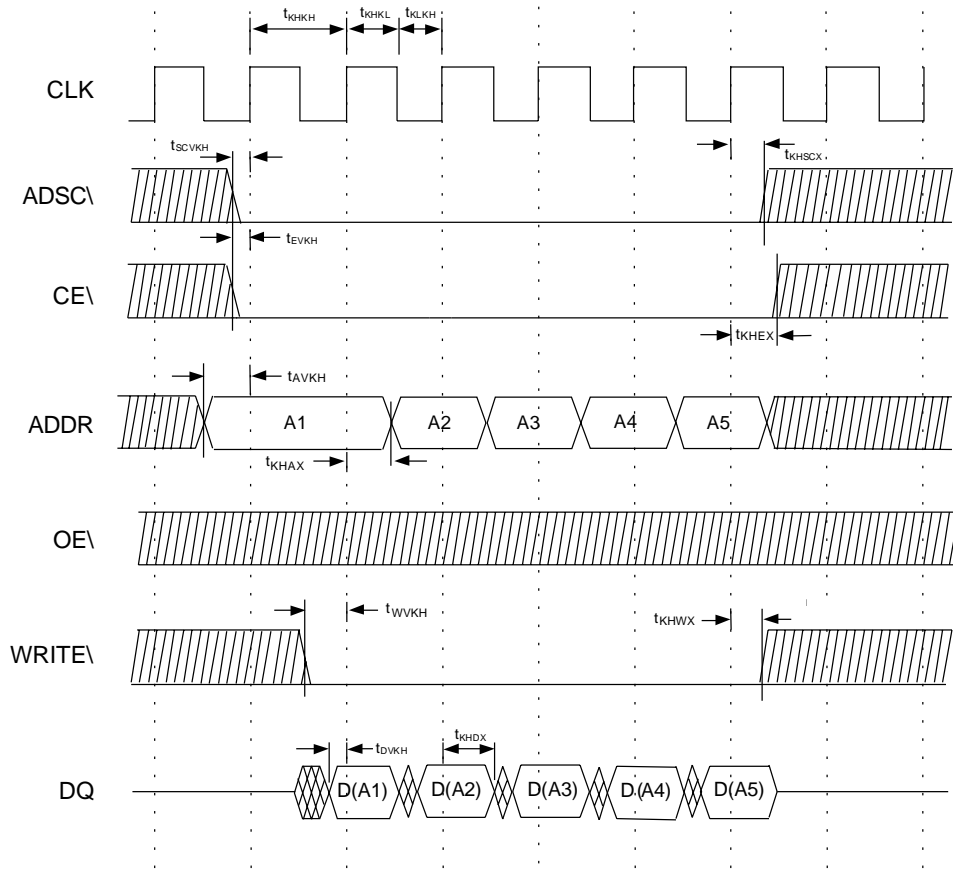 tKHKH tKHKL tKLKH
CLK
tSCVKH tKHSCX
ADSC\
tEVKH
CE\
tKHEX
tAVKH
ADDR A1 A2 A3 A4 A5
tKHAX
OE\
tWVKH tKHWX
WRITE\
tDVKH tKHDX
DQ D(A1) D(A2) D(A3) D(A4) D(A5)